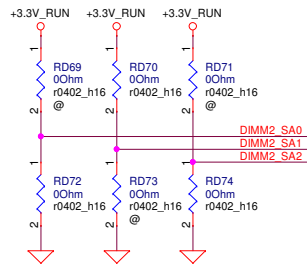 +3.3V_RUN +3.3V_RUN +3.3V_RUN
1 1 1
RD69 RD70 RD71
0Ohm 0Ohm 0Ohm
r0402_h16 r0402_h16 r0402_h16
@ @
2 2 2
DIMM2_SA0
DIMM2_SA1
DIMM2_SA2
1 1 1
RD72 RD73 RD74
0Ohm 0Ohm 0Ohm
r0402_h16 r0402_h16 r0402_h16
@
2 2 2